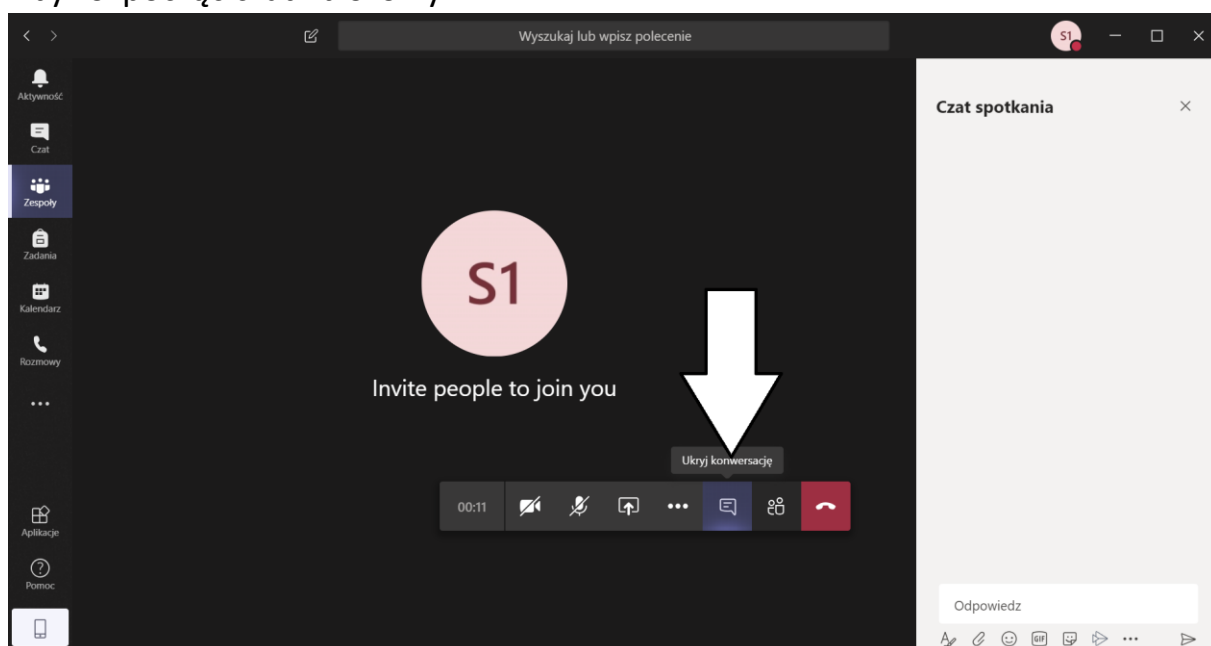 Wyszukaj lub wpisz polecenie
S1
Aktywność
Czat
Zespoły
Zadania
Kalendarz
Rozmowy
Aplikacje
Pomoc
S1
Invite people to join you
Ukryj konwersację
00:11
Czat spotkania
Odpowiedz
GIF